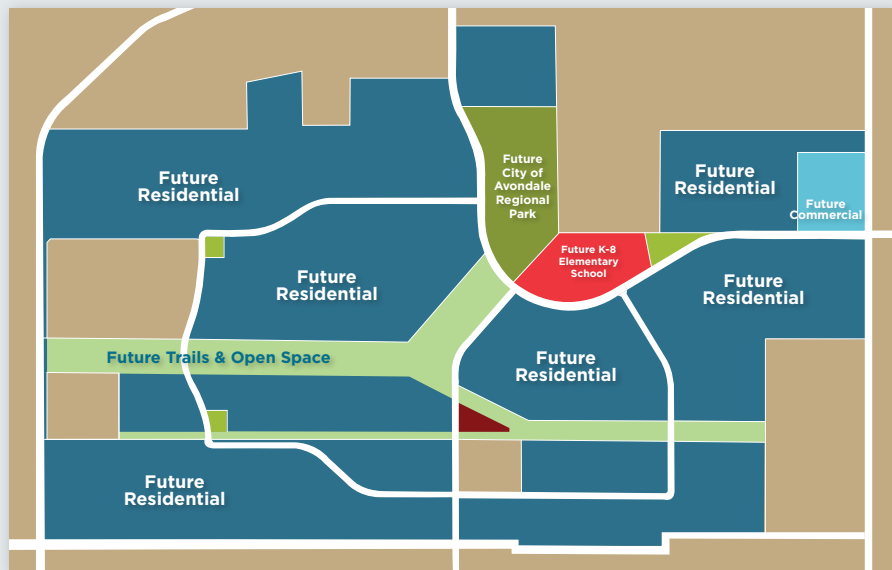 Future
City of
Avondale
Regional
Park
Future
Residential
Future
Residential
Future
Commercial
Future K-8
Elementary
School
Future
Residential
Future
Residential
Future Trails & Open Space
Future
Residential
Future
Residential